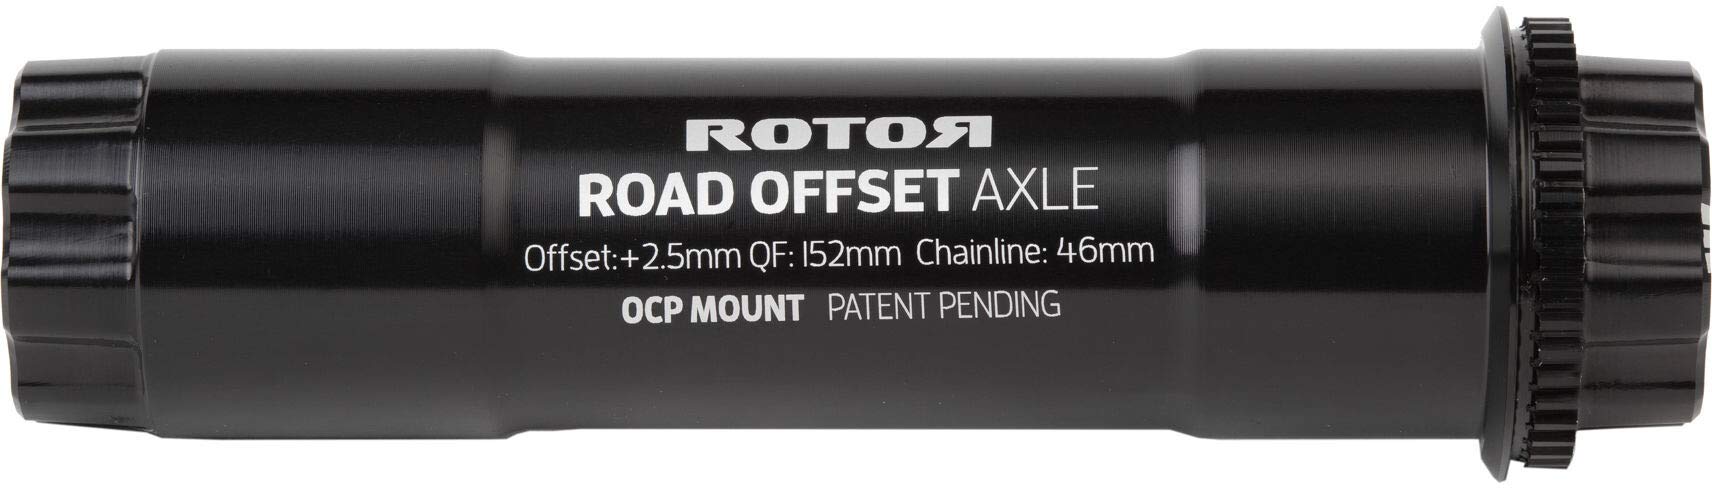 ROTOR
ROAD OFFSET AXLE
Offset:+2.5mm QF: 152mm Chainline: 46mm
OCP MOUNT PATENT PENDING